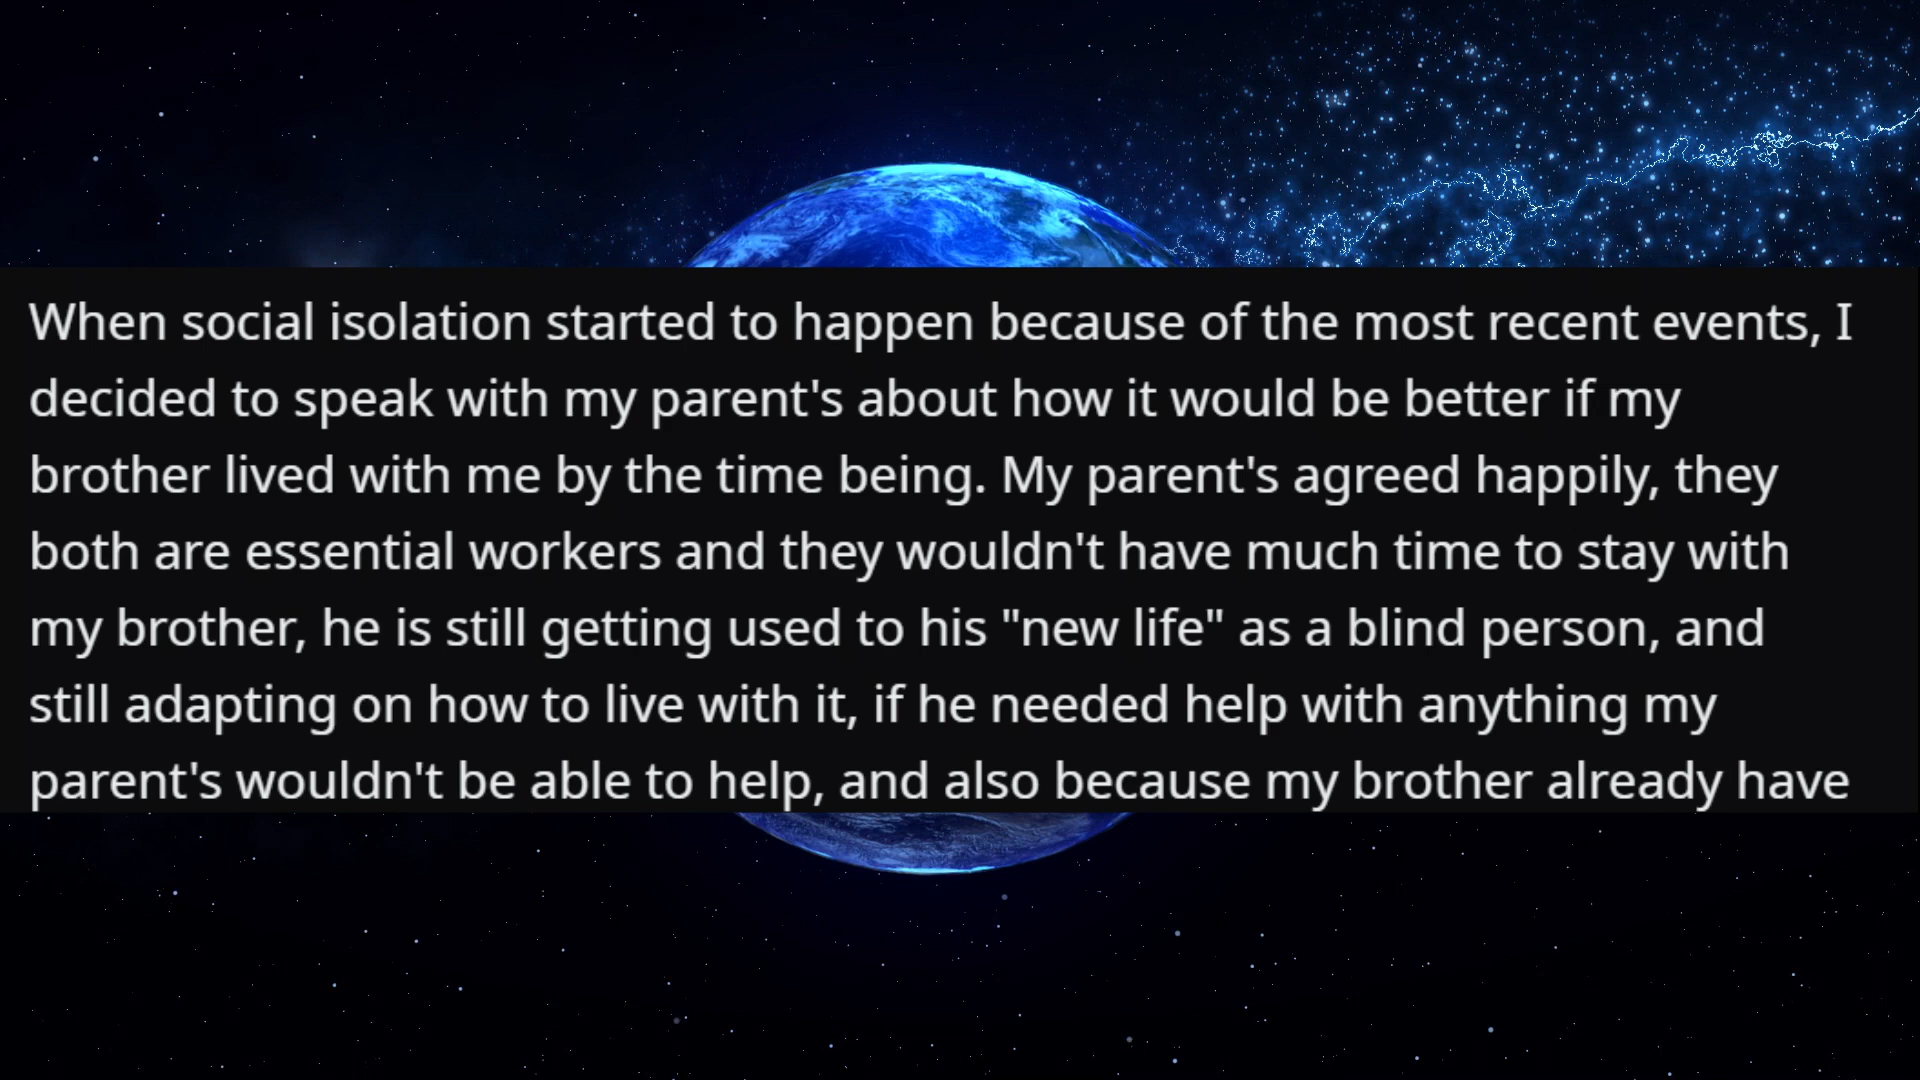 When social isolation started to happen because of the most recent events, I
decided to speak with my parent's about how it would be better if my
brother lived with me by the time being. My parent's agreed happily, they
both are essential workers and they wouldn't have much time to stay with
my brother, he is still getting used to his "new life" as a blind person, and
still adapting on how to live with it, if he needed help with anything my
parent's wouldn't be able to help, and also because my brother already have